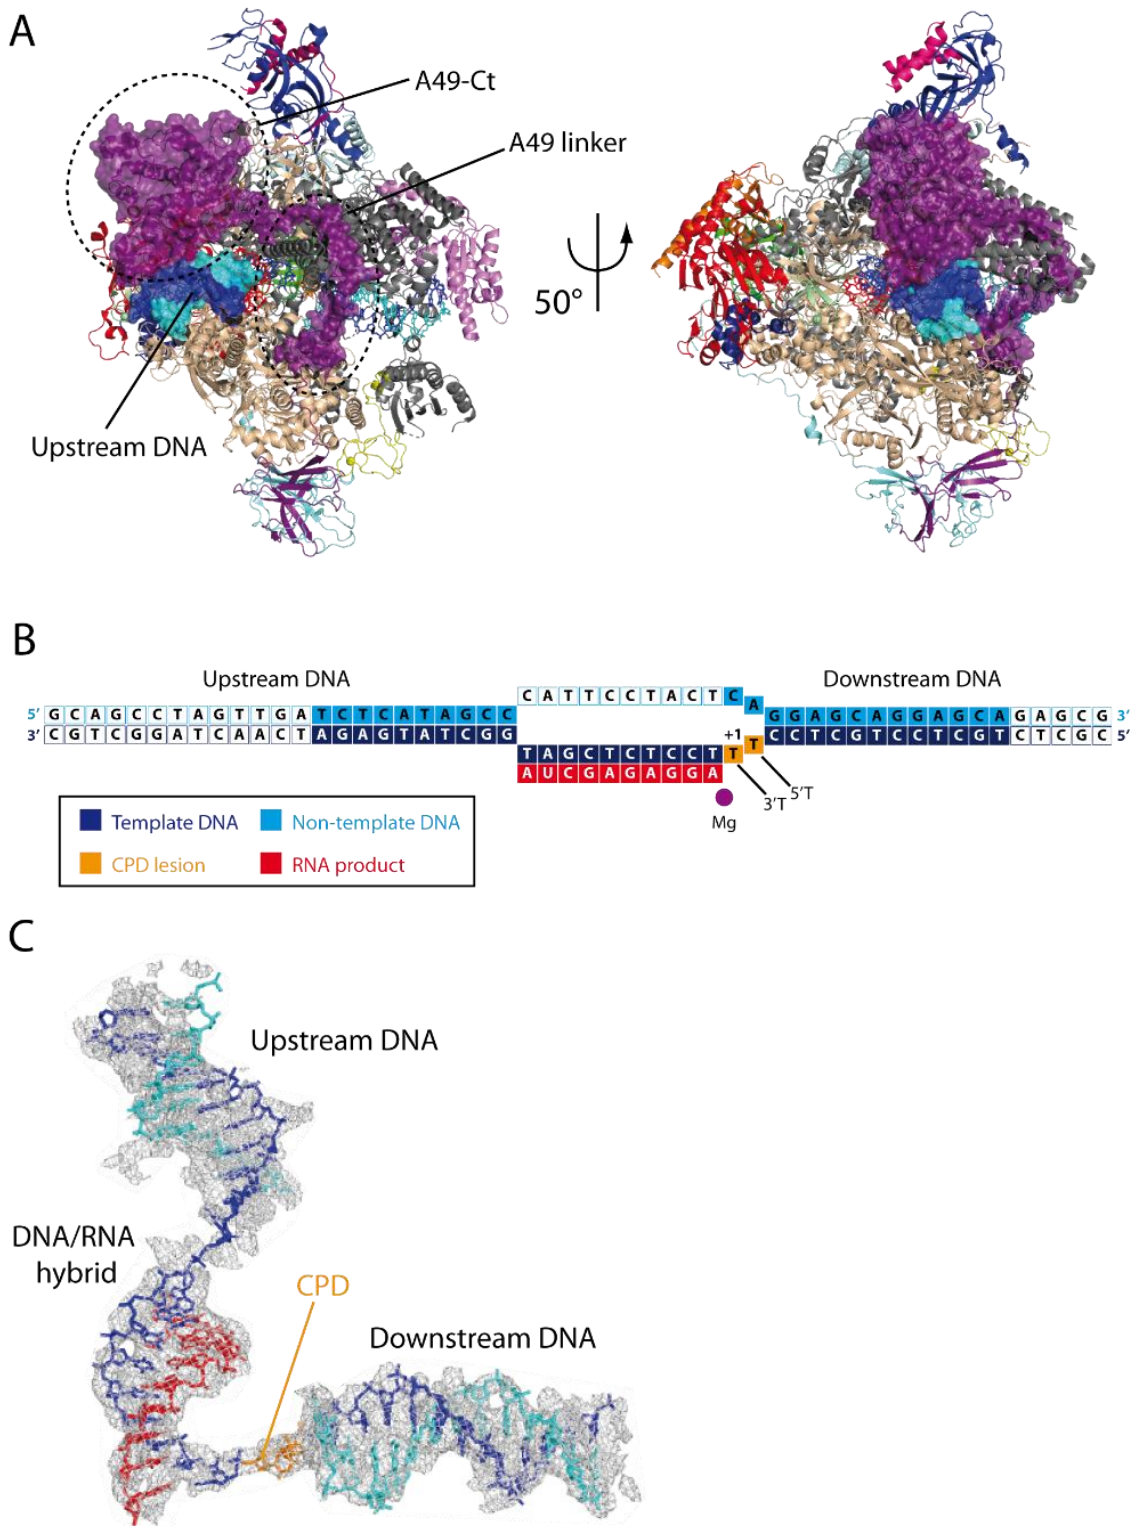 A
A49-Ct
A49 linker
50°
Upstream DNA
B
Upstream DNA
Downstream DNA
C A T T C C T A C T C A
5′ G C A G C C T A G T T G A T C T C A T A G C C
G G A G C A G G A G C A G A G C G 3′
3′ C G T C G G A T C A A C T A G A G T A T C G G
+1
C C T C G T C C T C G T C T C G C 5′
T A G C T C T C C T T T
A U C G A G A G G A
3′T
5′T
Mg
Template DNA
Non-template DNA
CPD lesion
RNA product
C
Upstream DNA
DNA/RNA
hybrid
CPD
Downstream DNA